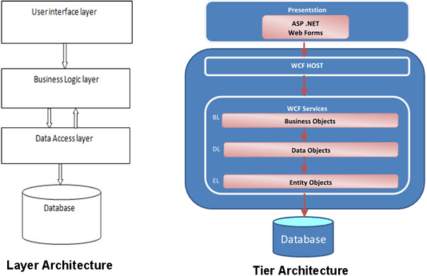 User interface layer
Business Logic layer
Data Access layer
Database
Layer Architecture
Presentstion
ASP .NET
Web Forms
WCF HOST
WCF Services
BL
Business Objects
DL
Data Objects
EL
Entity Objects
Database
Tier Architecture